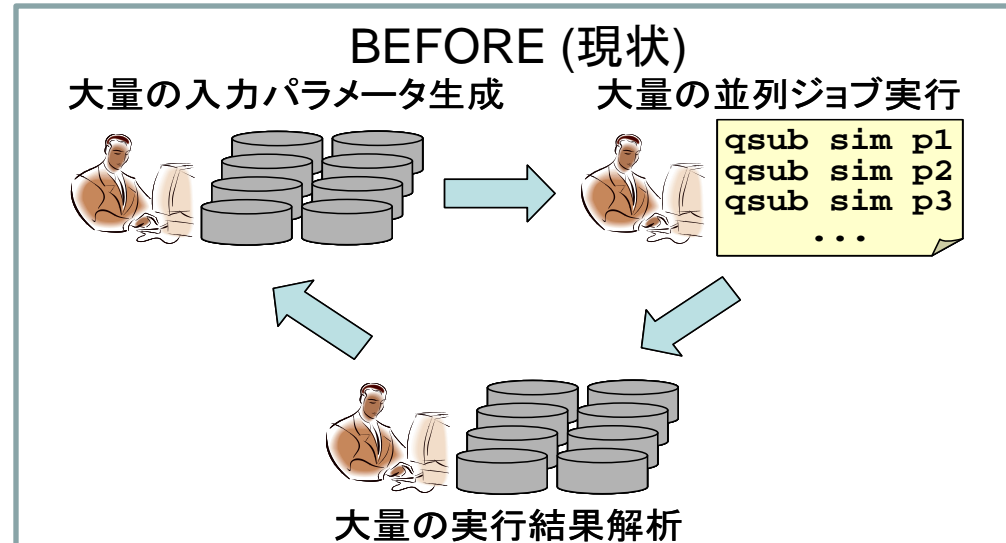 BEFORE (現状)
大量の入力パラメータ生成
大量の並列ジョブ実行
qsub sim p1
qsub sim p2
qsub sim p3
...
大量の実行結果解析